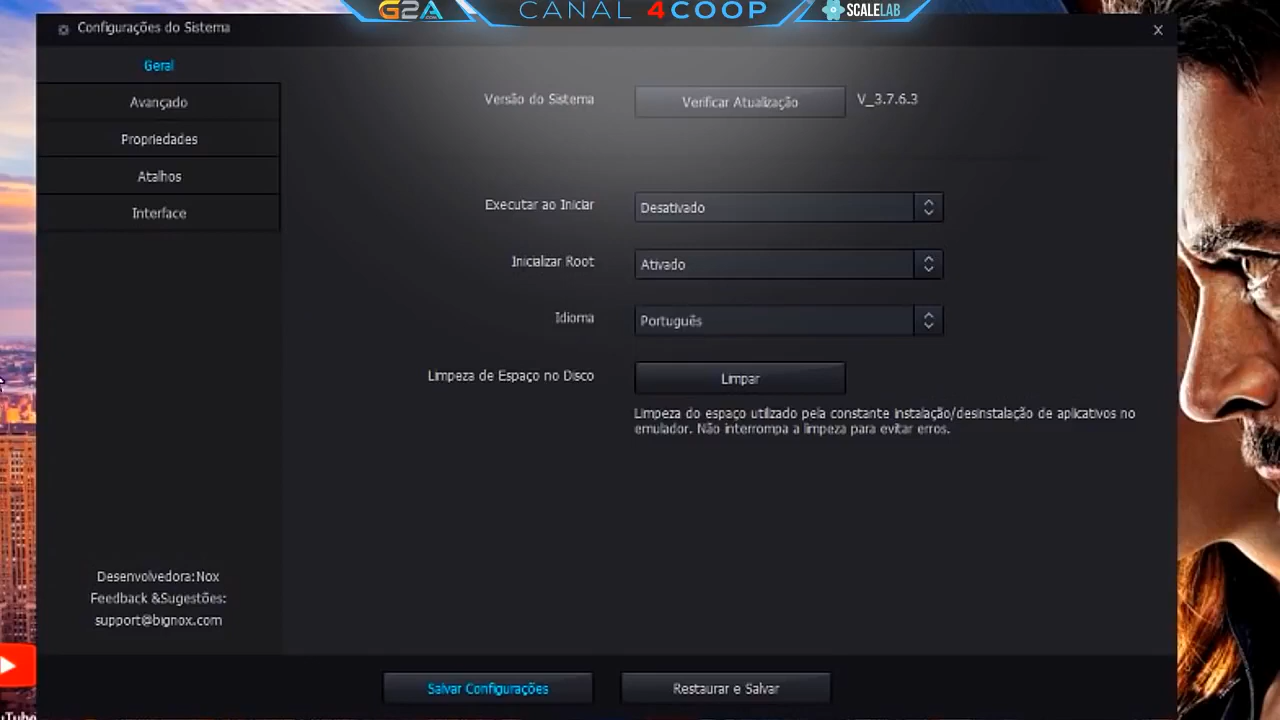 G2A
.COM
CANAL 4COOP
SCALELAB
Configurações do Sistema
X
Geral
Avançado
Propriedades
Atalhos
Interface
Versão do Sistema
Verificar Atualização
V_3.7.6.3
Executar ao Iniciar
Desativado
Inicializar Root
Ativado
Idioma
Português
Limpeza de Espaço no Disco
Limpar
Limpeza do espaço utilizado pela constante instalação/desinstalação de aplicativos no
emulador. Não interrompa a limpeza para evitar erros.
Desenvolvedora:Nox
Feedback &Sugestões:
support@bignox.com
Salvar Configurações
Restaurar e Salvar
uTube